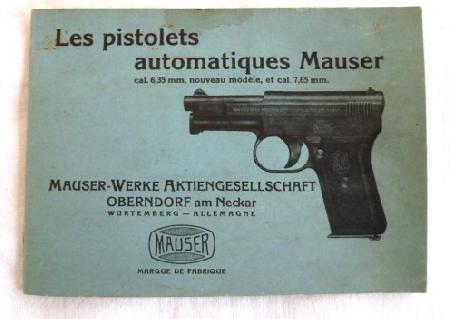 Les pistolets
automatiques Mauser
cal. 6,35 mm, nouveau modèle, et cal. 7,65 mm.
MAUSER-WERKE AKTIENGESELLSCHAFT
OBERNDORF am Neckar
WURTEMBERG — ALLEMAGNE
MAUSER
MARQUE DE FABRIQUE